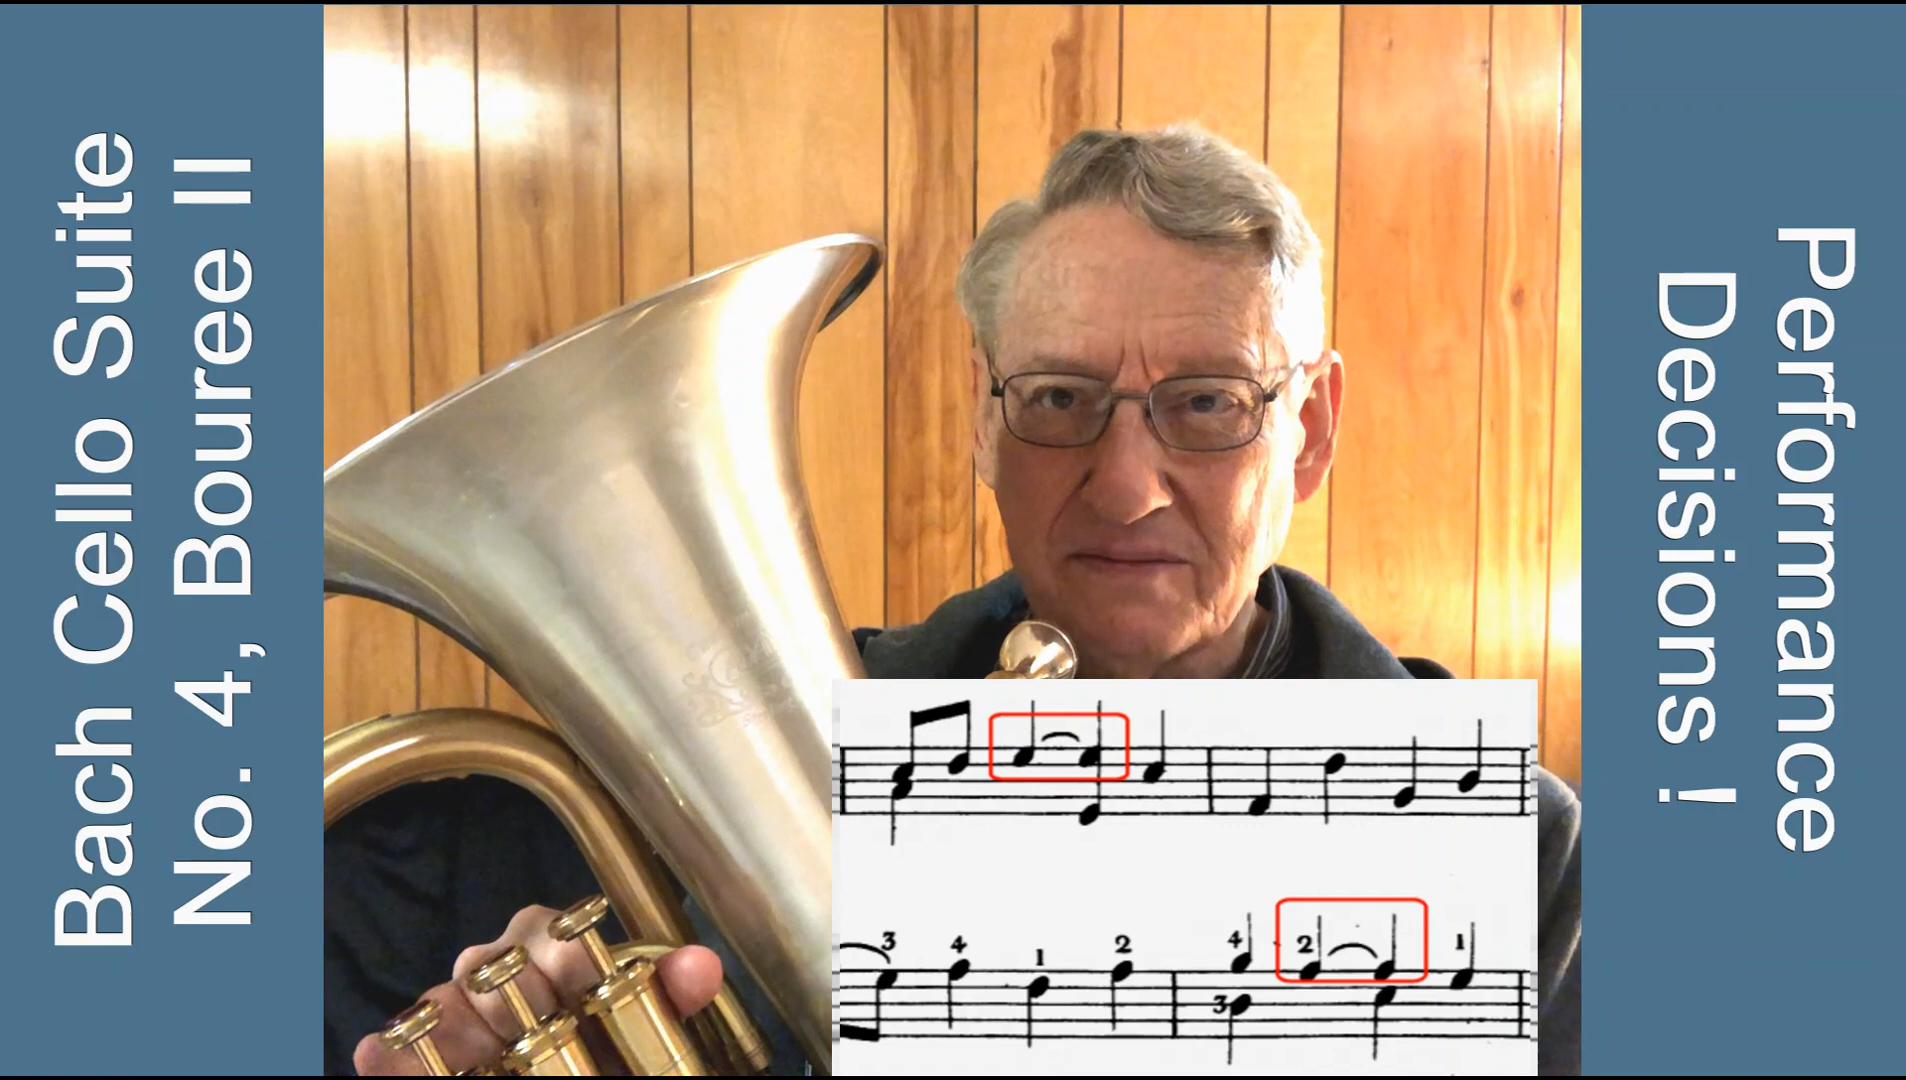 Bach Cello Suite
No. 4, Bouree II
Performance
Decisions !
3 4 1 2 4 2 1
3